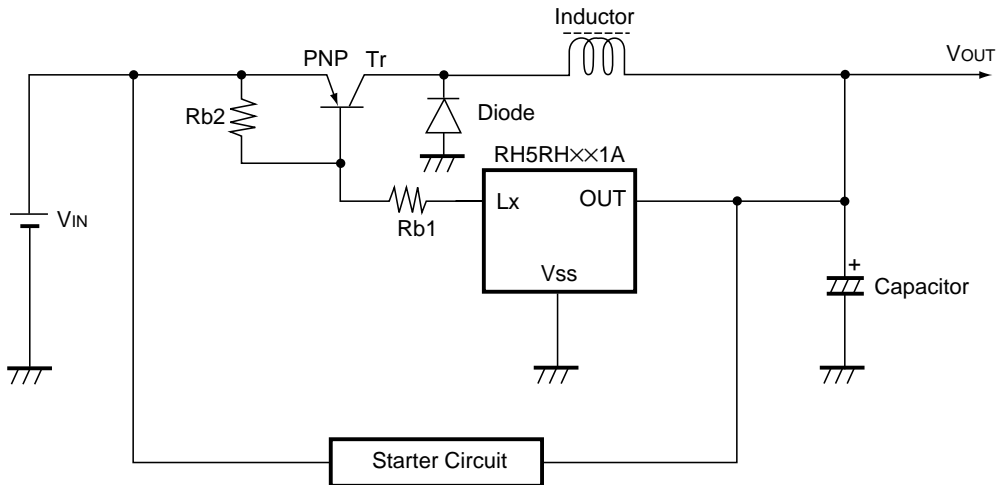 Inductor
PNP Tr
VOUT
Rb2
Diode
RH5RH××1A
Lx OUT
Rb1
VIN
Vss
+
Capacitor
Starter Circuit